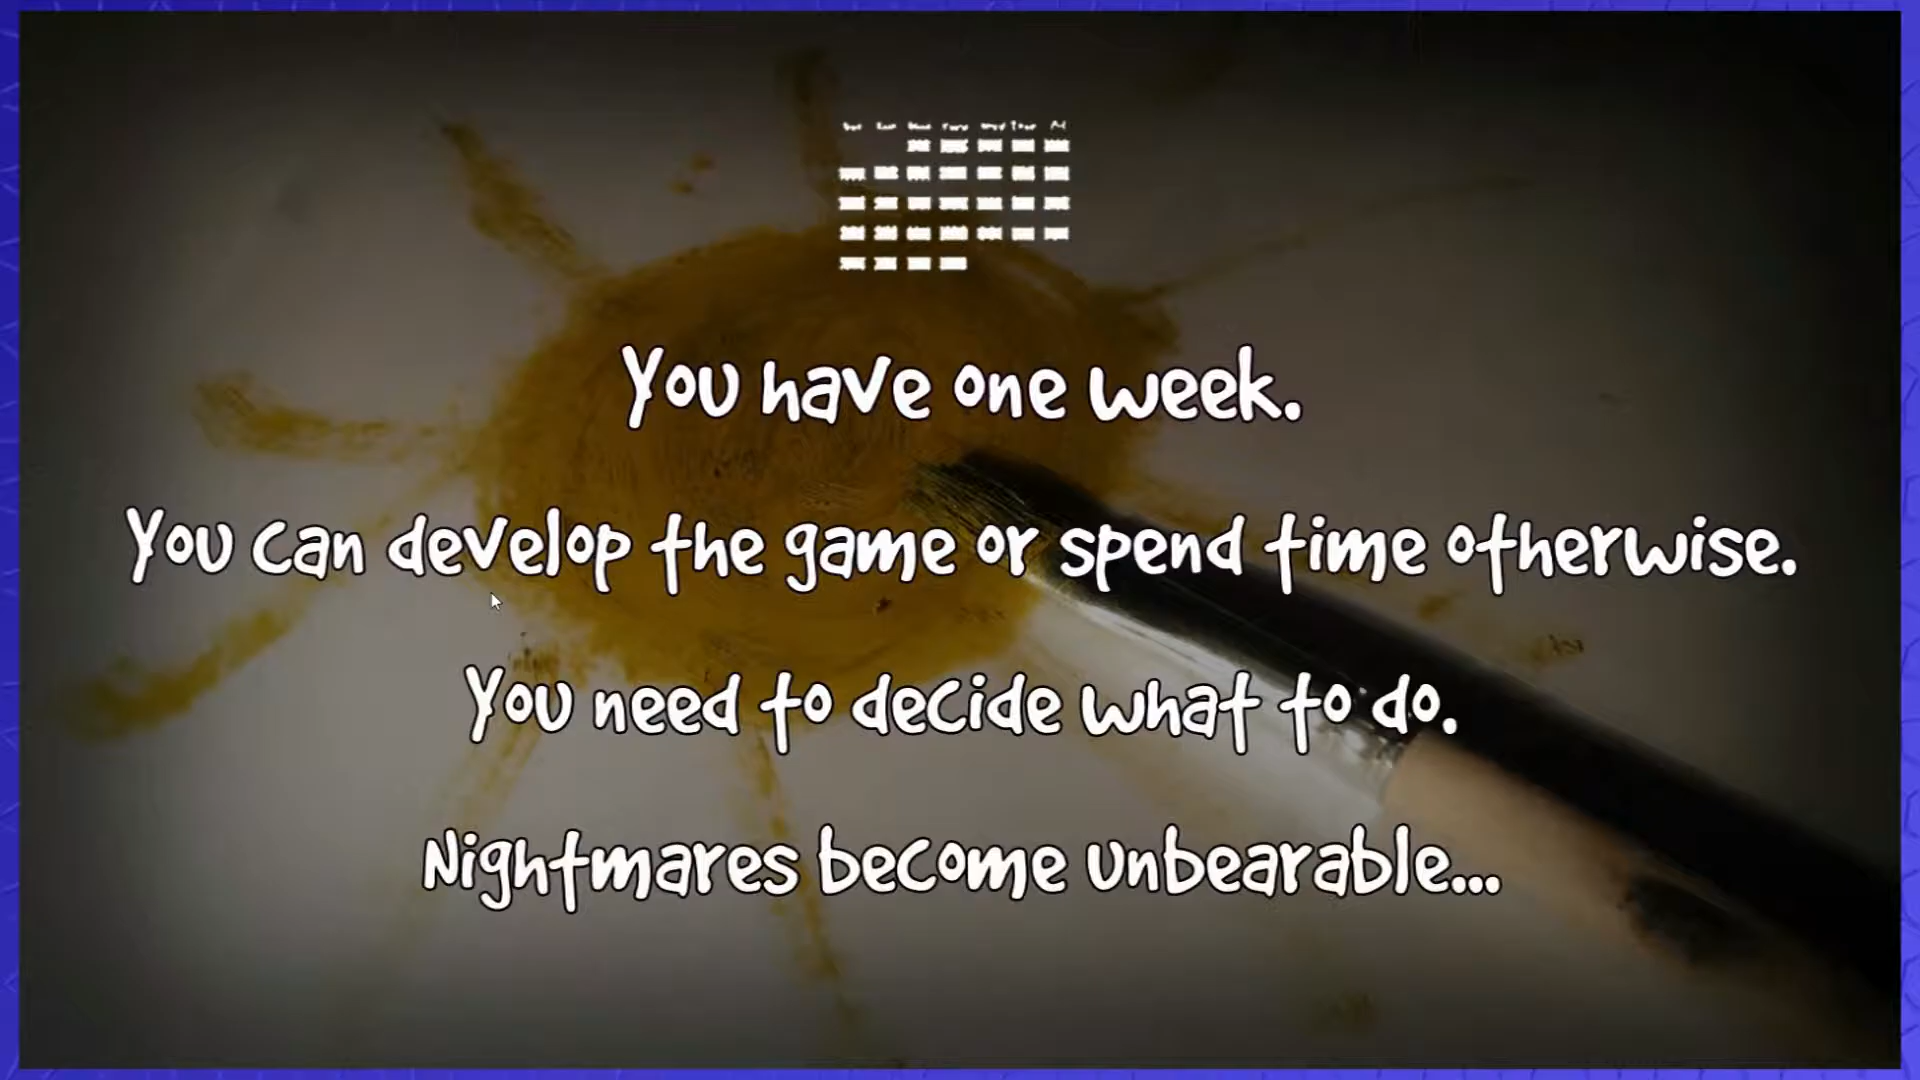 You have one week.
You can develop the game or spend time otherwise.
You need to decide what to do.
Nightmares become unbearable...